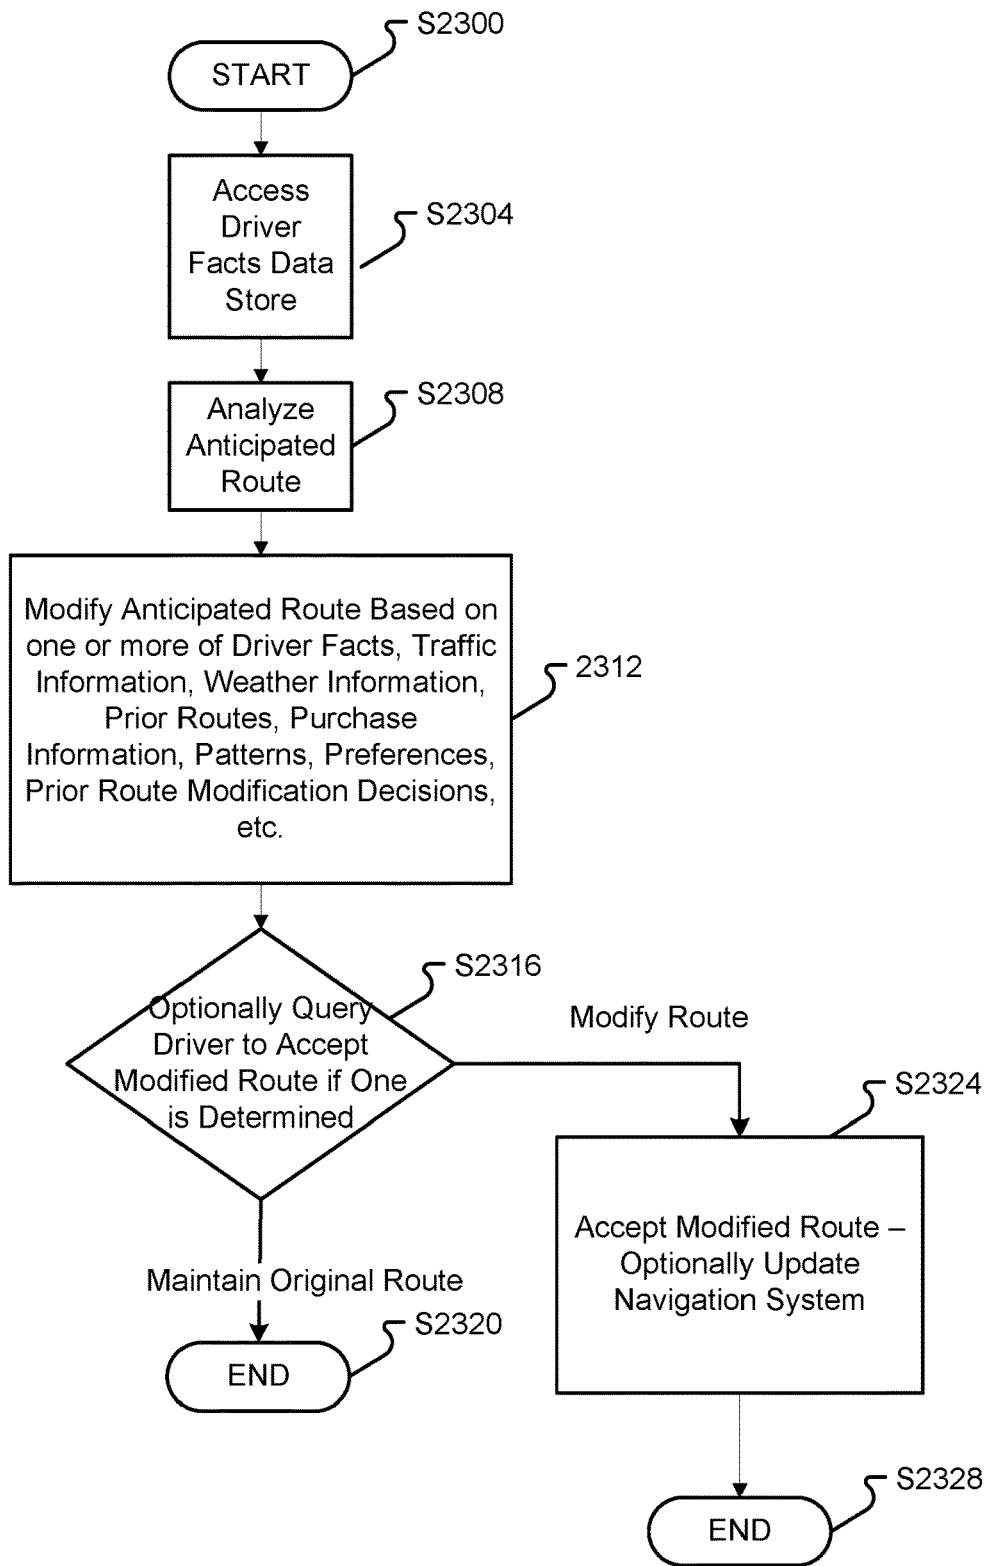 S2300
START
Access
Driver
Facts Data
Store
S2304
S2308
Analyze
Anticipated
Route
Modify Anticipated Route Based on
one or more of Driver Facts, Traffic
Information, Weather Information,
Prior Routes, Purchase
Information, Patterns, Preferences,
Prior Route Modification Decisions,
etc.
2312
S2316
Optionally Query
Driver to Accept
Modified Route if One
is Determined
Modify Route
S2324
Accept Modified Route –
Optionally Update
Navigation System
Maintain Original Route
S2320
END
S2328
END